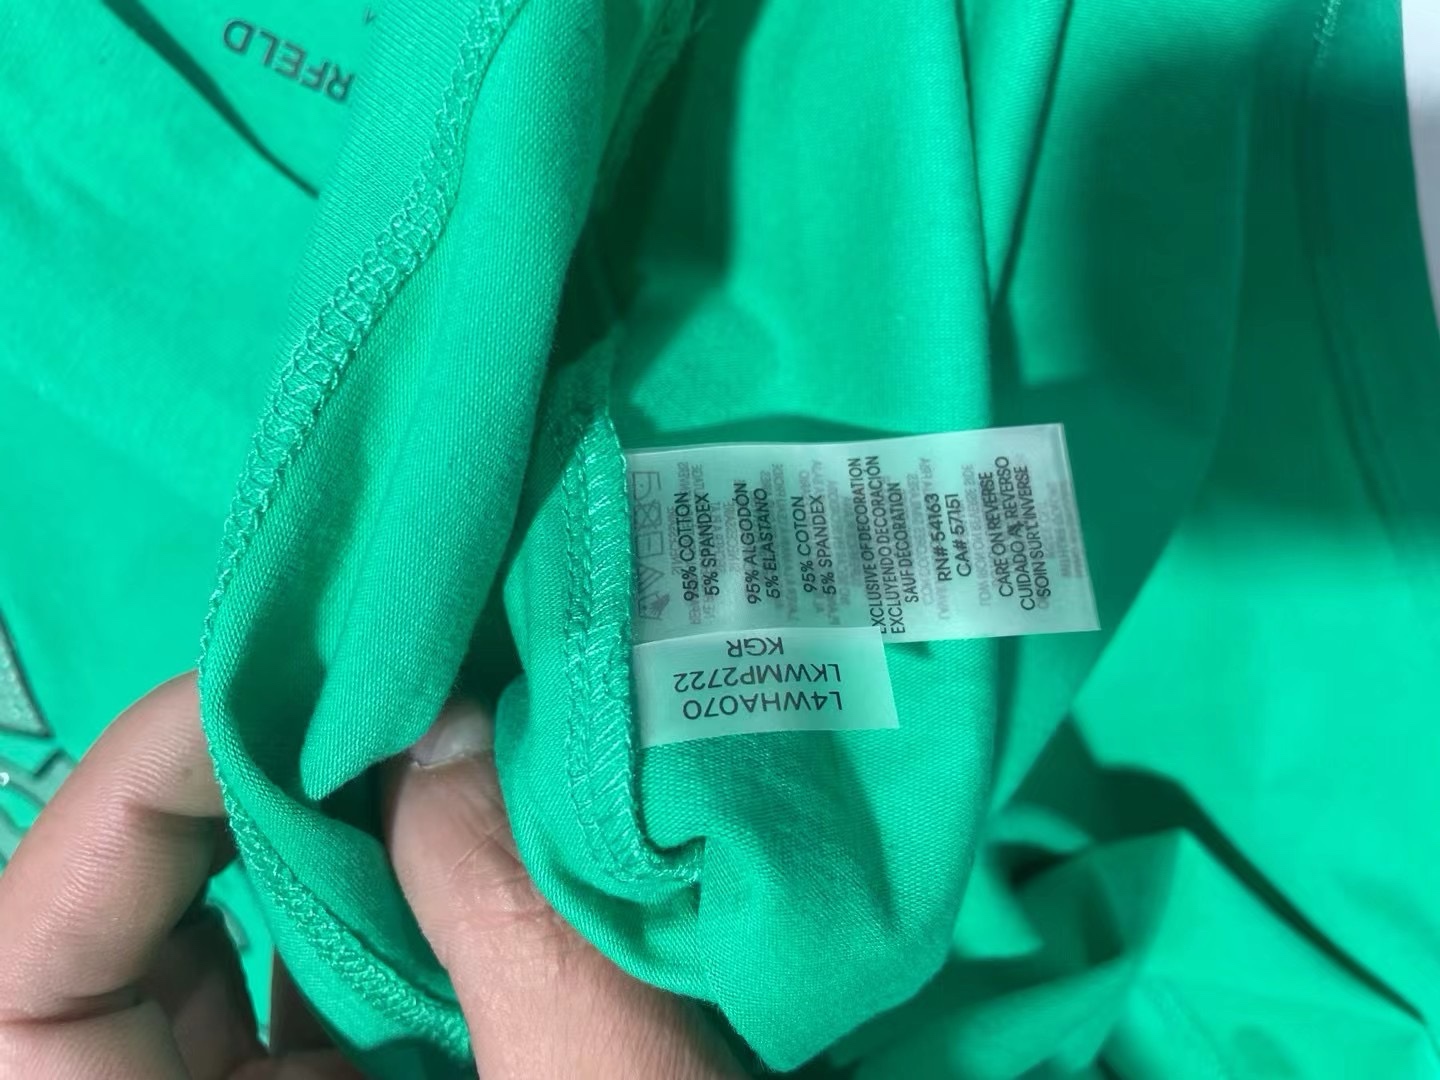 RFELD
95% COTTON
5% SPANDEX
95% ALGODÓN
5% ELASTANO
95% COTON
5% SPANDEX
EXCLUSIVE OF DECORATION
EXCLUYENDO DECORACIÓN
SAUF DÉCORATION
RN# 54163
CA# 57151
CARE ON REVERSE
CUIDADO AL REVERSO
SOIN SUR L'INVERSE
L4WHA070
LKWMP2722
KGR